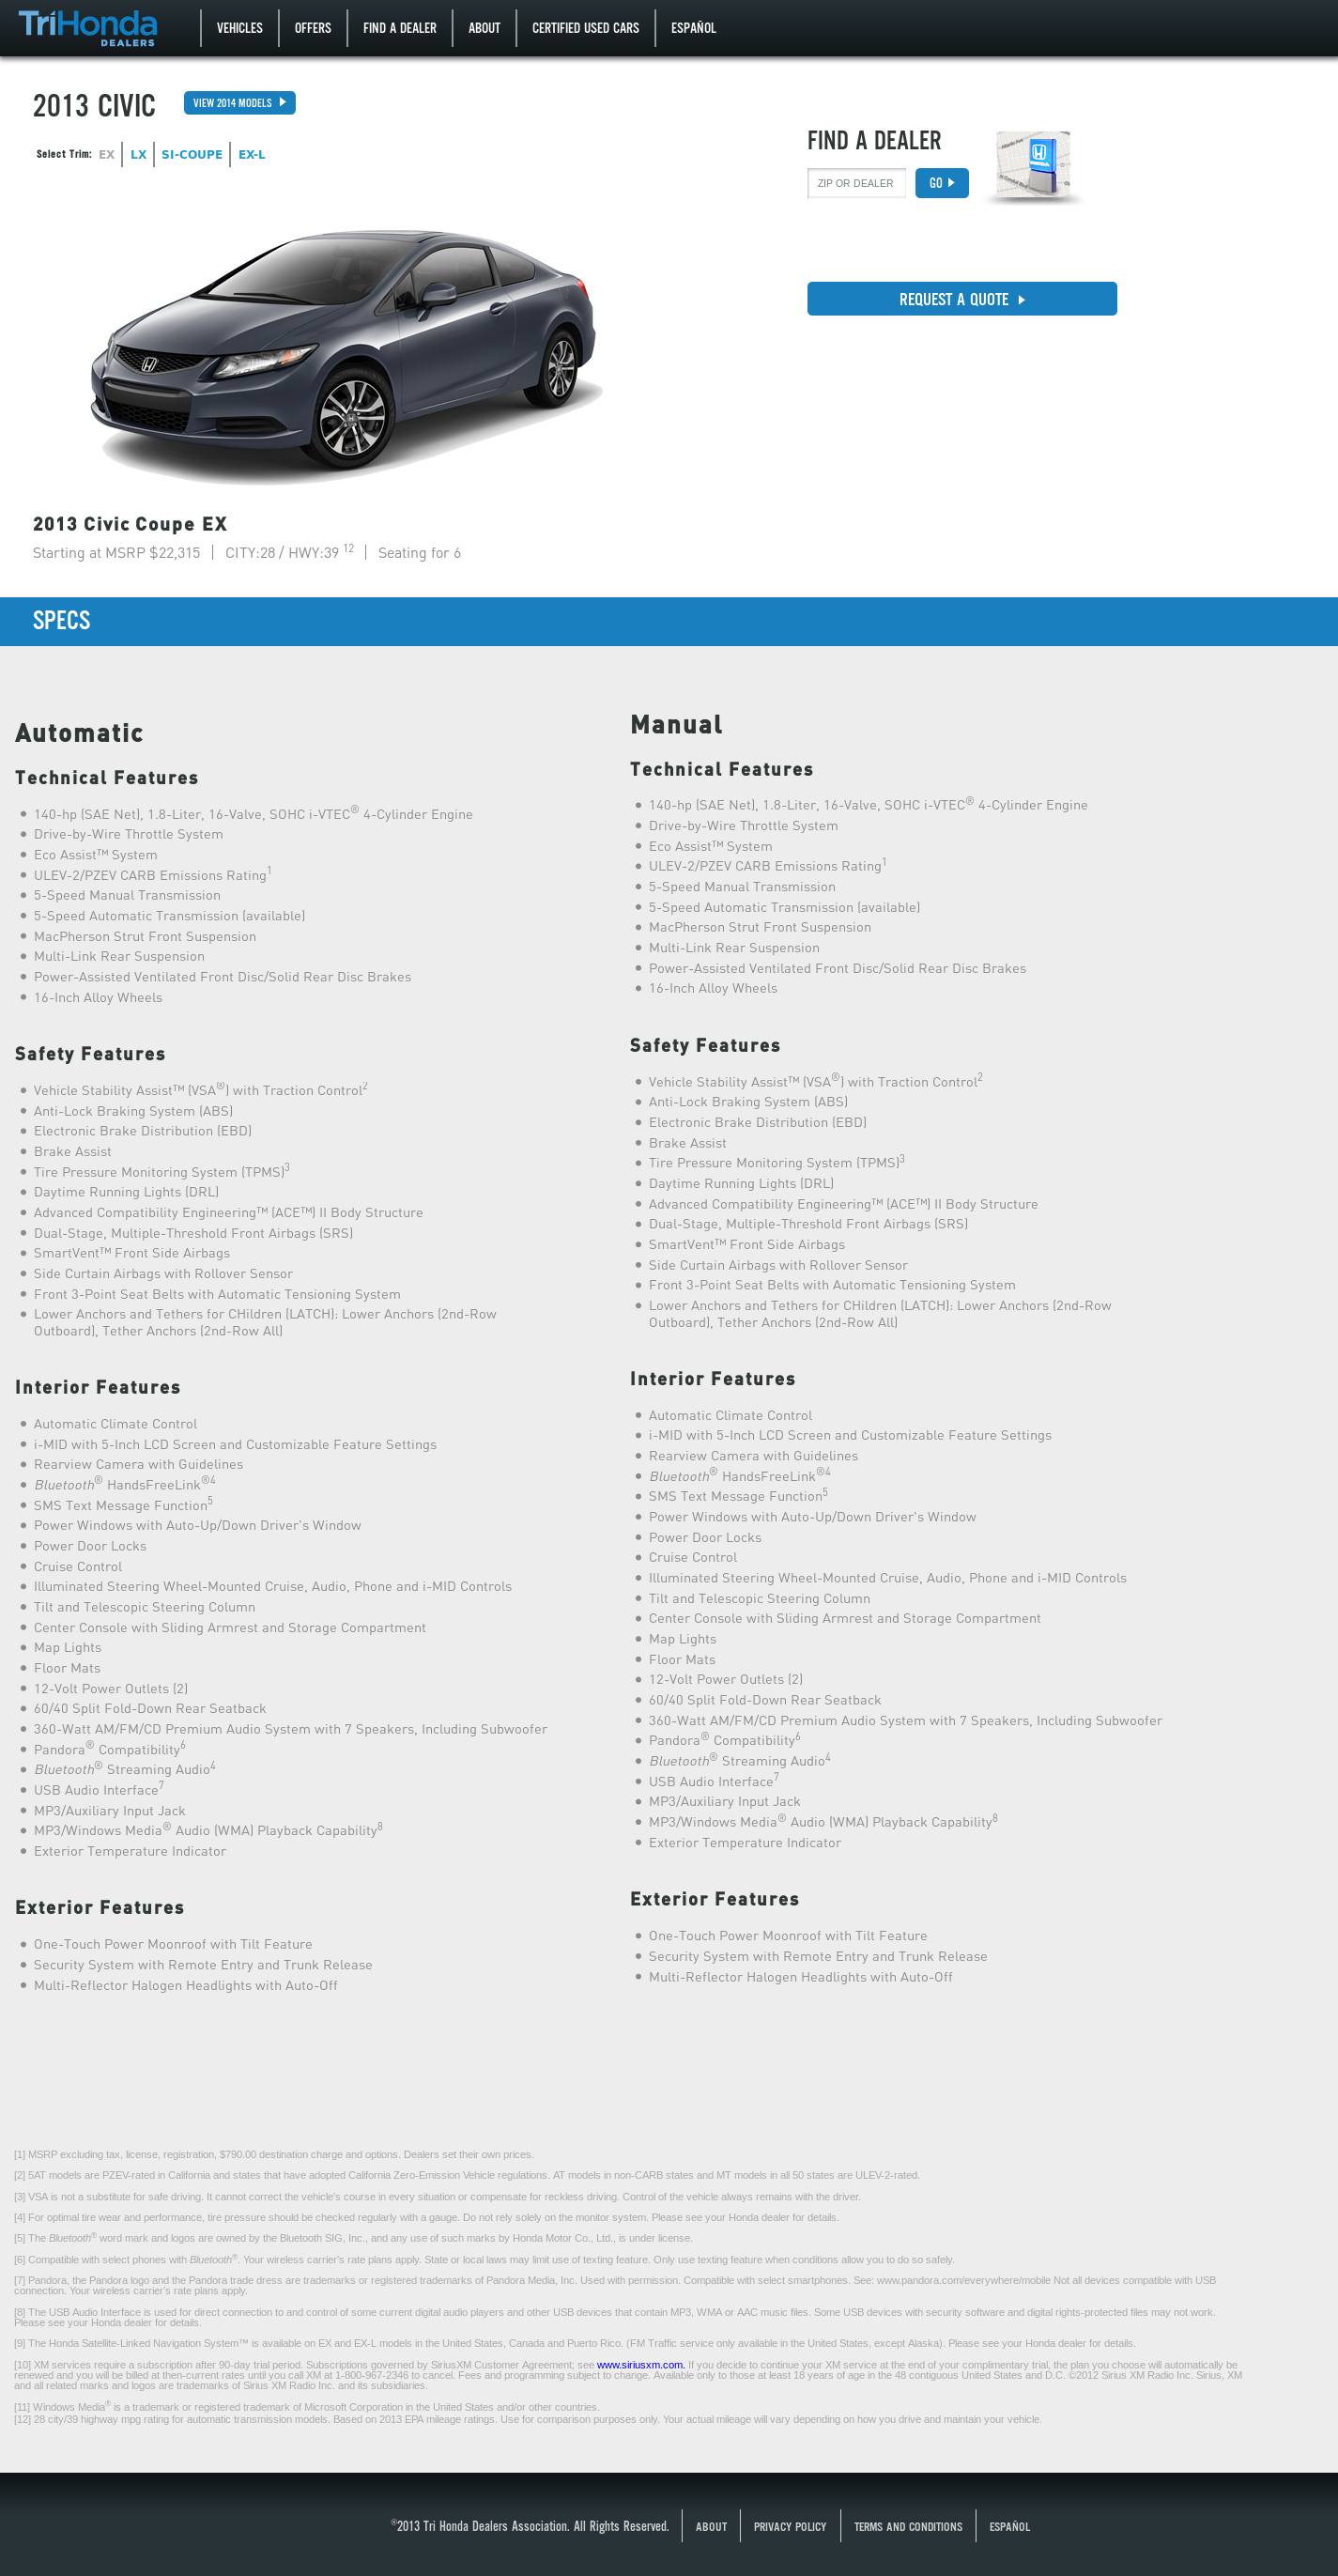 TriHonda
DEALERS
VEHICLES
OFFERS
FIND A DEALER
ABOUT
CERTIFIED USED CARS
ESPAÑOL
2013 CIVIC
VIEW 2014 MODELS
Select Trim: EX LX SI-COUPE EX-L
FIND A DEALER
ZIP OR DEALER
GO
REQUEST A QUOTE
2013 Civic Coupe EX
Starting at MSRP $22,315 | CITY:28 / HWY:39 12 | Seating for 6
SPECS
Automatic
Technical Features
140-hp (SAE Net), 1.8-Liter, 16-Valve, SOHC i-VTEC® 4-Cylinder Engine
Drive-by-Wire Throttle System
Eco Assist™ System
ULEV-2/PZEV CARB Emissions Rating1
5-Speed Manual Transmission
5-Speed Automatic Transmission (available)
MacPherson Strut Front Suspension
Multi-Link Rear Suspension
Power-Assisted Ventilated Front Disc/Solid Rear Disc Brakes
16-Inch Alloy Wheels
Safety Features
Vehicle Stability Assist™ (VSA®) with Traction Control2
Anti-Lock Braking System (ABS)
Electronic Brake Distribution (EBD)
Brake Assist
Tire Pressure Monitoring System (TPMS)3
Daytime Running Lights (DRL)
Advanced Compatibility Engineering™ (ACE™) II Body Structure
Dual-Stage, Multiple-Threshold Front Airbags (SRS)
SmartVent™ Front Side Airbags
Side Curtain Airbags with Rollover Sensor
Front 3-Point Seat Belts with Automatic Tensioning System
Lower Anchors and Tethers for CHildren (LATCH): Lower Anchors (2nd-Row
Outboard), Tether Anchors (2nd-Row All)
Interior Features
Automatic Climate Control
i-MID with 5-Inch LCD Screen and Customizable Feature Settings
Rearview Camera with Guidelines
Bluetooth® HandsFreeLink®4
SMS Text Message Function5
Power Windows with Auto-Up/Down Driver's Window
Power Door Locks
Cruise Control
Illuminated Steering Wheel-Mounted Cruise, Audio, Phone and i-MID Controls
Tilt and Telescopic Steering Column
Center Console with Sliding Armrest and Storage Compartment
Map Lights
Floor Mats
12-Volt Power Outlets (2)
60/40 Split Fold-Down Rear Seatback
360-Watt AM/FM/CD Premium Audio System with 7 Speakers, Including Subwoofer
Pandora® Compatibility6
Bluetooth® Streaming Audio4
USB Audio Interface7
MP3/Auxiliary Input Jack
MP3/Windows Media® Audio (WMA) Playback Capability8
Exterior Temperature Indicator
Exterior Features
One-Touch Power Moonroof with Tilt Feature
Security System with Remote Entry and Trunk Release
Multi-Reflector Halogen Headlights with Auto-Off
Manual
Technical Features
140-hp (SAE Net), 1.8-Liter, 16-Valve, SOHC i-VTEC® 4-Cylinder Engine
Drive-by-Wire Throttle System
Eco Assist™ System
ULEV-2/PZEV CARB Emissions Rating1
5-Speed Manual Transmission
5-Speed Automatic Transmission (available)
MacPherson Strut Front Suspension
Multi-Link Rear Suspension
Power-Assisted Ventilated Front Disc/Solid Rear Disc Brakes
16-Inch Alloy Wheels
Safety Features
Vehicle Stability Assist™ (VSA®) with Traction Control2
Anti-Lock Braking System (ABS)
Electronic Brake Distribution (EBD)
Brake Assist
Tire Pressure Monitoring System (TPMS)3
Daytime Running Lights (DRL)
Advanced Compatibility Engineering™ (ACE™) II Body Structure
Dual-Stage, Multiple-Threshold Front Airbags (SRS)
SmartVent™ Front Side Airbags
Side Curtain Airbags with Rollover Sensor
Front 3-Point Seat Belts with Automatic Tensioning System
Lower Anchors and Tethers for CHildren (LATCH): Lower Anchors (2nd-Row
Outboard), Tether Anchors (2nd-Row All)
Interior Features
Automatic Climate Control
i-MID with 5-Inch LCD Screen and Customizable Feature Settings
Rearview Camera with Guidelines
Bluetooth® HandsFreeLink®4
SMS Text Message Function5
Power Windows with Auto-Up/Down Driver's Window
Power Door Locks
Cruise Control
Illuminated Steering Wheel-Mounted Cruise, Audio, Phone and i-MID Controls
Tilt and Telescopic Steering Column
Center Console with Sliding Armrest and Storage Compartment
Map Lights
Floor Mats
12-Volt Power Outlets (2)
60/40 Split Fold-Down Rear Seatback
360-Watt AM/FM/CD Premium Audio System with 7 Speakers, Including Subwoofer
Pandora® Compatibility6
Bluetooth® Streaming Audio4
USB Audio Interface7
MP3/Auxiliary Input Jack
MP3/Windows Media® Audio (WMA) Playback Capability8
Exterior Temperature Indicator
Exterior Features
One-Touch Power Moonroof with Tilt Feature
Security System with Remote Entry and Trunk Release
Multi-Reflector Halogen Headlights with Auto-Off
[1] MSRP excluding tax, license, registration, $790.00 destination charge and options. Dealers set their own prices.
[2] 5AT models are PZEV-rated in California and states that have adopted California Zero-Emission Vehicle regulations. AT models in non-CARB states and MT models in all 50 states are ULEV-2-rated.
[3] VSA is not a substitute for safe driving. It cannot correct the vehicle's course in every situation or compensate for reckless driving. Control of the vehicle always remains with the driver.
[4] For optimal tire wear and performance, tire pressure should be checked regularly with a gauge. Do not rely solely on the monitor system. Please see your Honda dealer for details.
[5] The Bluetooth® word mark and logos are owned by the Bluetooth SIG, Inc., and any use of such marks by Honda Motor Co., Ltd., is under license.
[6] Compatible with select phones with Bluetooth®. Your wireless carrier's rate plans apply. State or local laws may limit use of texting feature. Only use texting feature when conditions allow you to do so safely.
[7] Pandora, the Pandora logo and the Pandora trade dress are trademarks or registered trademarks of Pandora Media, Inc. Used with permission. Compatible with select smartphones. See: www.pandora.com/everywhere/mobile Not all devices compatible with USB
connection. Your wireless carrier's rate plans apply.
[8] The USB Audio Interface is used for direct connection to and control of some current digital audio players and other USB devices that contain MP3, WMA or AAC music files. Some USB devices with security software and digital rights-protected files may not work.
Please see your Honda dealer for details.
[9] The Honda Satellite-Linked Navigation System™ is available on EX and EX-L models in the United States, Canada and Puerto Rico. (FM Traffic service only available in the United States, except Alaska). Please see your Honda dealer for details.
[10] XM services require a subscription after 90-day trial period. Subscriptions governed by SiriusXM Customer Agreement; see www.siriusxm.com. If you decide to continue your XM service at the end of your complimentary trial, the plan you choose will automatically be
renewed and you will be billed at then-current rates until you call XM at 1-800-967-2346 to cancel. Fees and programming subject to change. Available only to those at least 18 years of age in the 48 contiguous United States and D.C. ©2012 Sirius XM Radio Inc. Sirius, XM
and all related marks and logos are trademarks of Sirius XM Radio Inc. and its subsidiaries.
[11] Windows Media® is a trademark or registered trademark of Microsoft Corporation in the United States and/or other countries.
[12] 28 city/39 highway mpg rating for automatic transmission models. Based on 2013 EPA mileage ratings. Use for comparison purposes only. Your actual mileage will vary depending on how you drive and maintain your vehicle.
®2013 Tri Honda Dealers Association. All Rights Reserved.
ABOUT
PRIVACY POLICY
TERMS AND CONDITIONS
ESPAÑOL